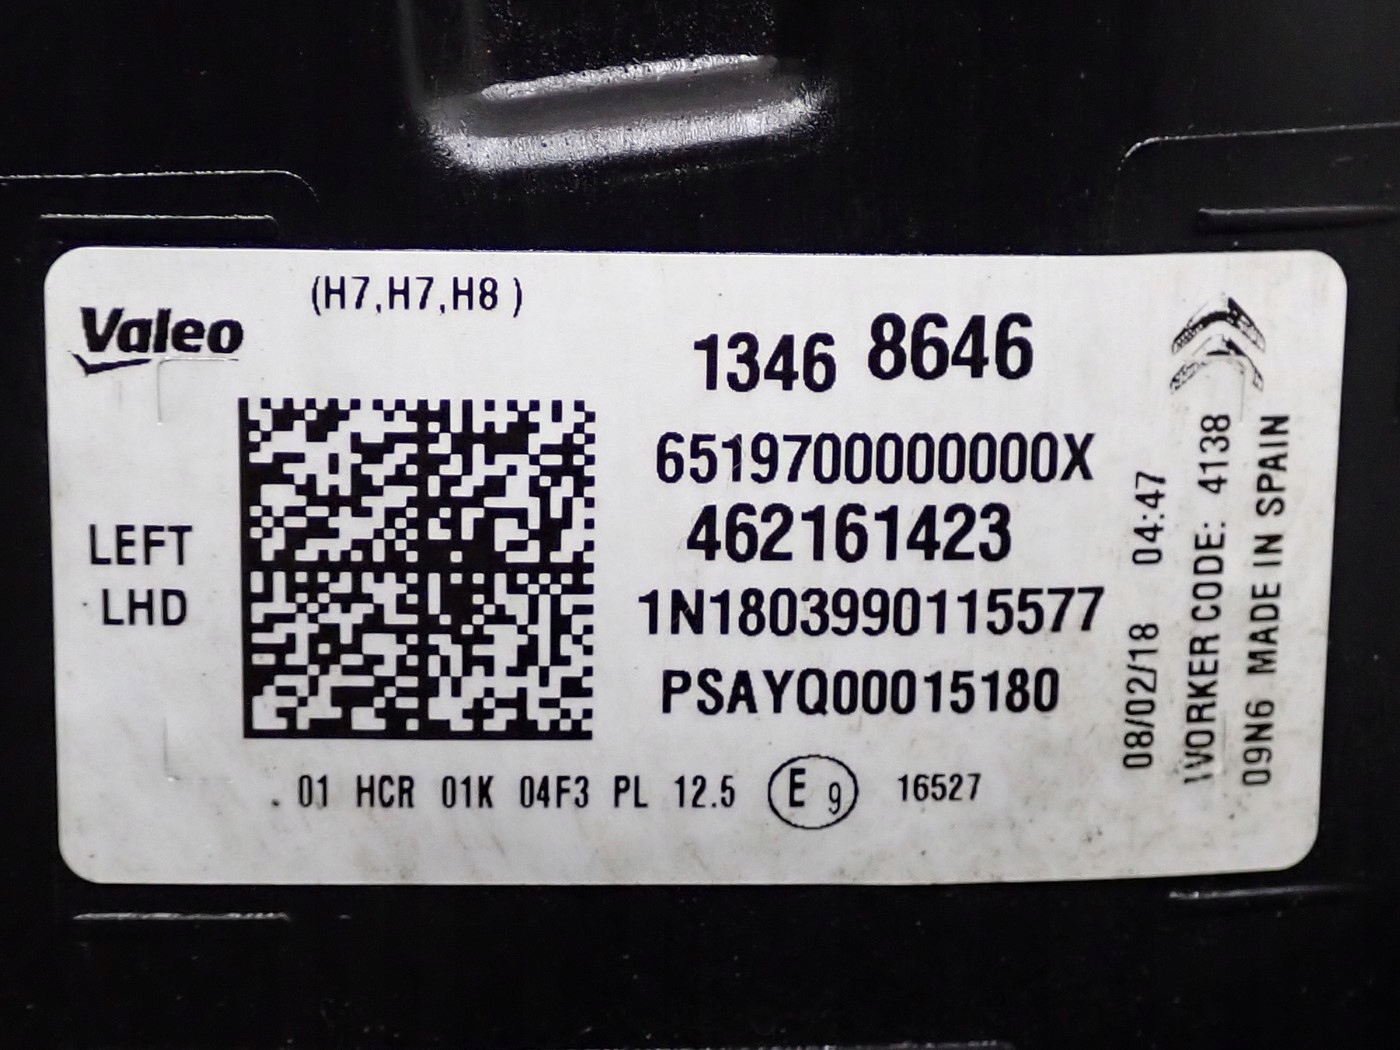 (H7,H7,H8 )
Valeo
1346 8646
6519700000000X
462161423
1N1803990115577
PSAYQ00015180
LEFT
LHD
. 01 HCR 01K 04F3 PL 12.5 E 9 16527
08/02/18 04:47
WORKER CODE: 4138
09N6 MADE IN SPAIN